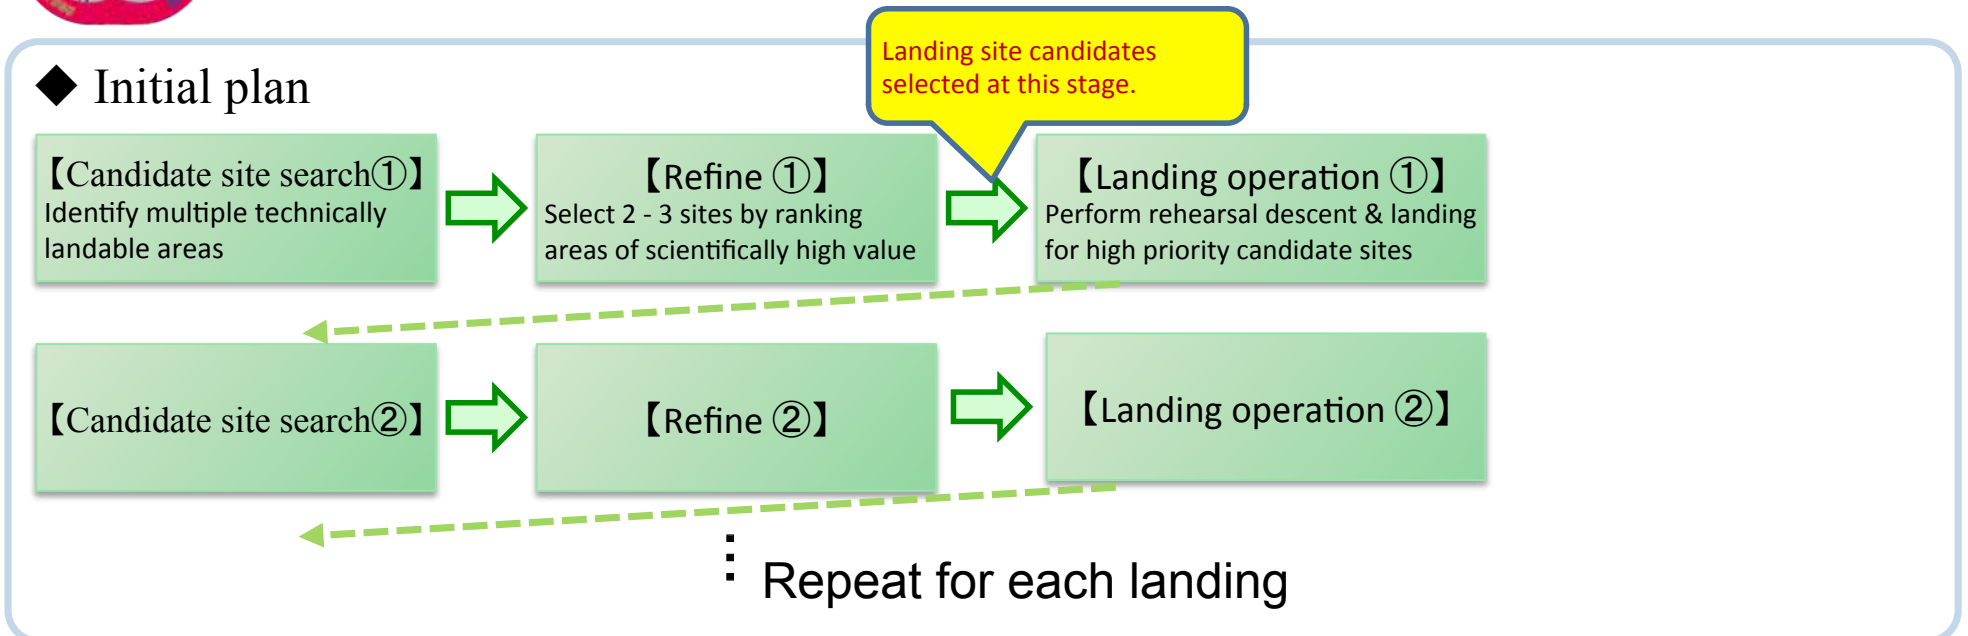 Landing site candidates
selected at this stage.
◆ Initial plan
【Candidate site search①】
Identify multiple technically
landable areas
【Refine ①】
Select 2 - 3 sites by ranking
areas of scientifically high value
【Landing operation ①】
Perform rehearsal descent & landing
for high priority candidate sites
【Candidate site search②】
【Refine ②】
【Landing operation ②】
⋮ Repeat for each landing